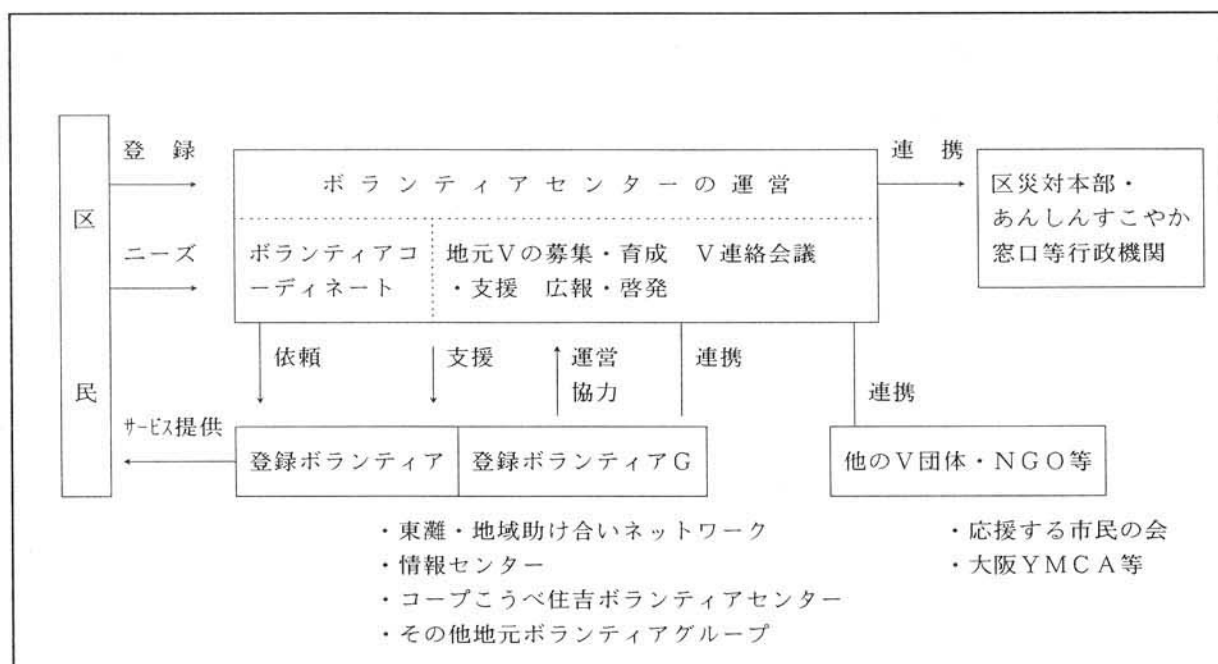 区民
登録
ニーズ
サービス提供
ボランティアセンターの運営
ボランティアコ
ーディネート
地元Vの募集・育成 V連絡会議
・支援 広報・啓発
連携
区災対本部・
あんしんすこやか
窓口等行政機関
依頼
支援
運営
協力
連携
連携
登録ボランティア
登録ボランティアG
他のV団体・NGO等
・東灘・地域助け合いネットワーク
・情報センター
・コープこうべ住吉ボランティアセンター
・その他地元ボランティアグループ
・応援する市民の会
・大阪YMCA等